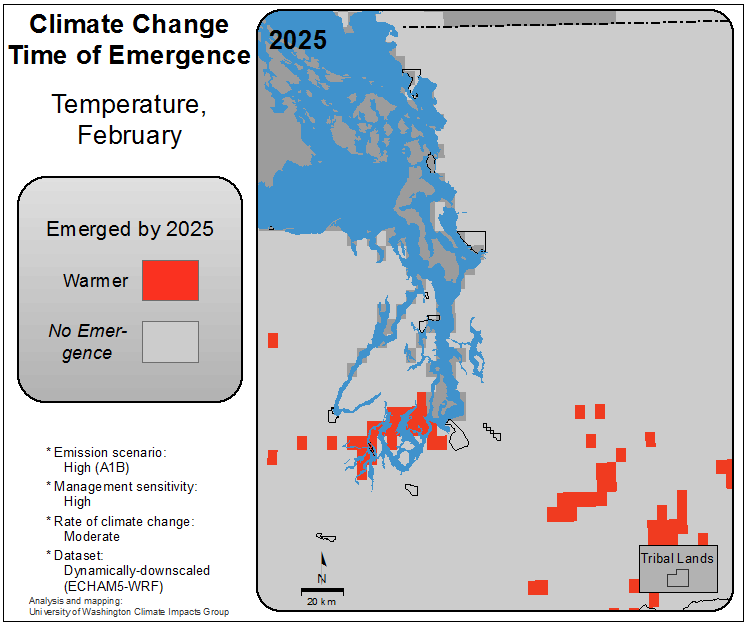 Climate Change
Time of Emergence
Temperature,
February
Emerged by 2025
Warmer
No Emer-
gence
* Emission scenario:
High (A1B)
* Management sensitivity:
High
* Rate of climate change:
Moderate
* Dataset:
Dynamically-downscaled
(ECHAM5-WRF)
Analysis and mapping:
University of Washington Climate Impacts Group
2025
N
20 km
Tribal Lands